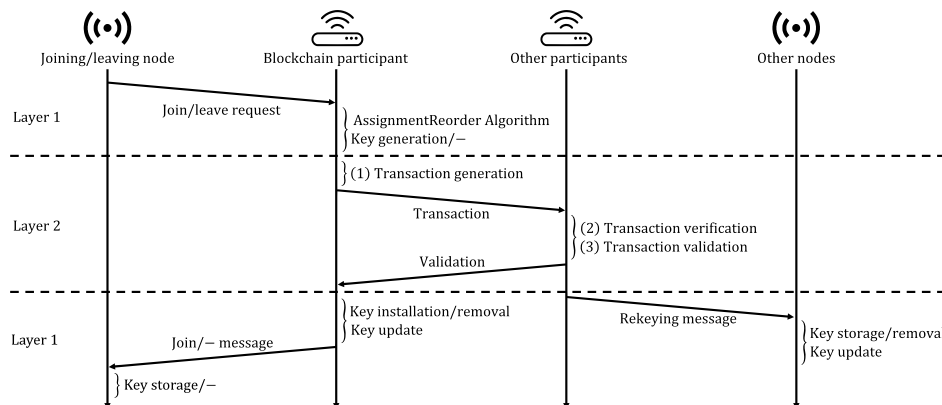 Joining/leaving node
Blockchain participant
Other participants
Other nodes
Layer 1
Join/leave request
AssignmentReorder Algorithm
Key generation/−
(1) Transaction generation
Layer 2
Transaction
(2) Transaction verification
(3) Transaction validation
Validation
Layer 1
Key installation/removal
Key update
Rekeying message
Key storage/removal
Key update
Join/− message
Key storage/−